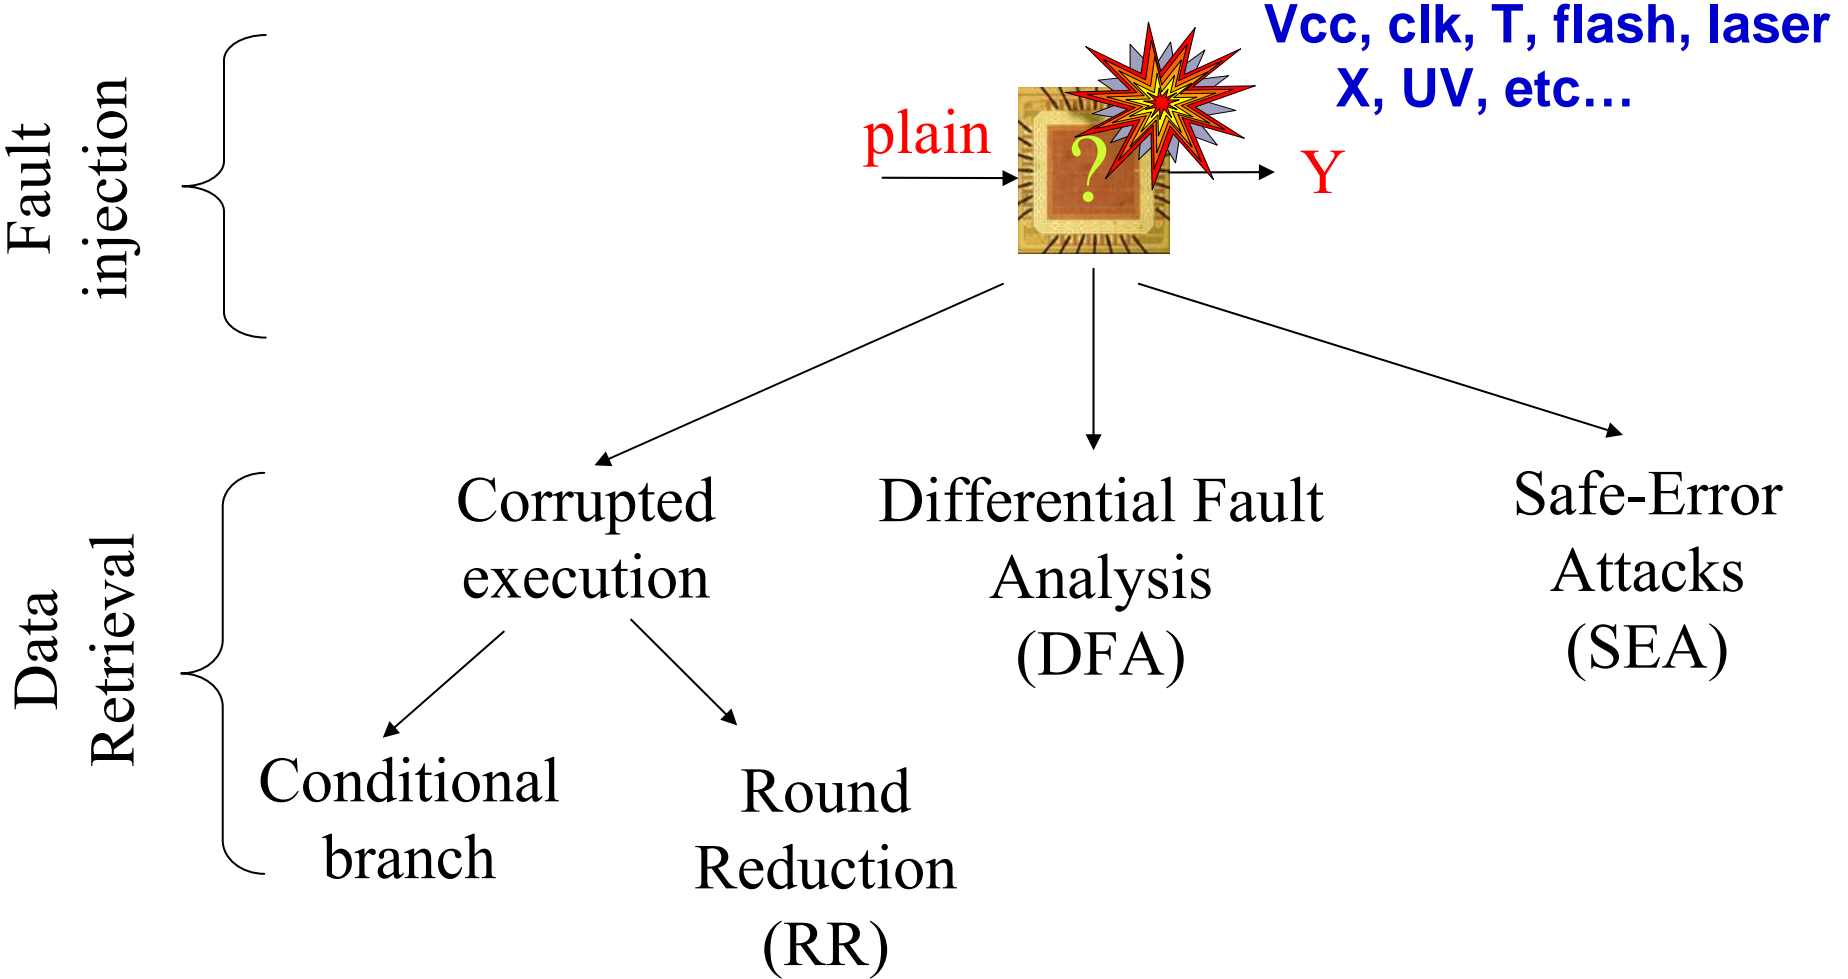 Vcc, clk, T, flash, laser
X, UV, etc…
Fault
injection
plain
?
Y
Data
Retrieval
Corrupted
execution
Differential Fault
Analysis
(DFA)
Safe-Error
Attacks
(SEA)
Conditional
branch
Round
Reduction
(RR)